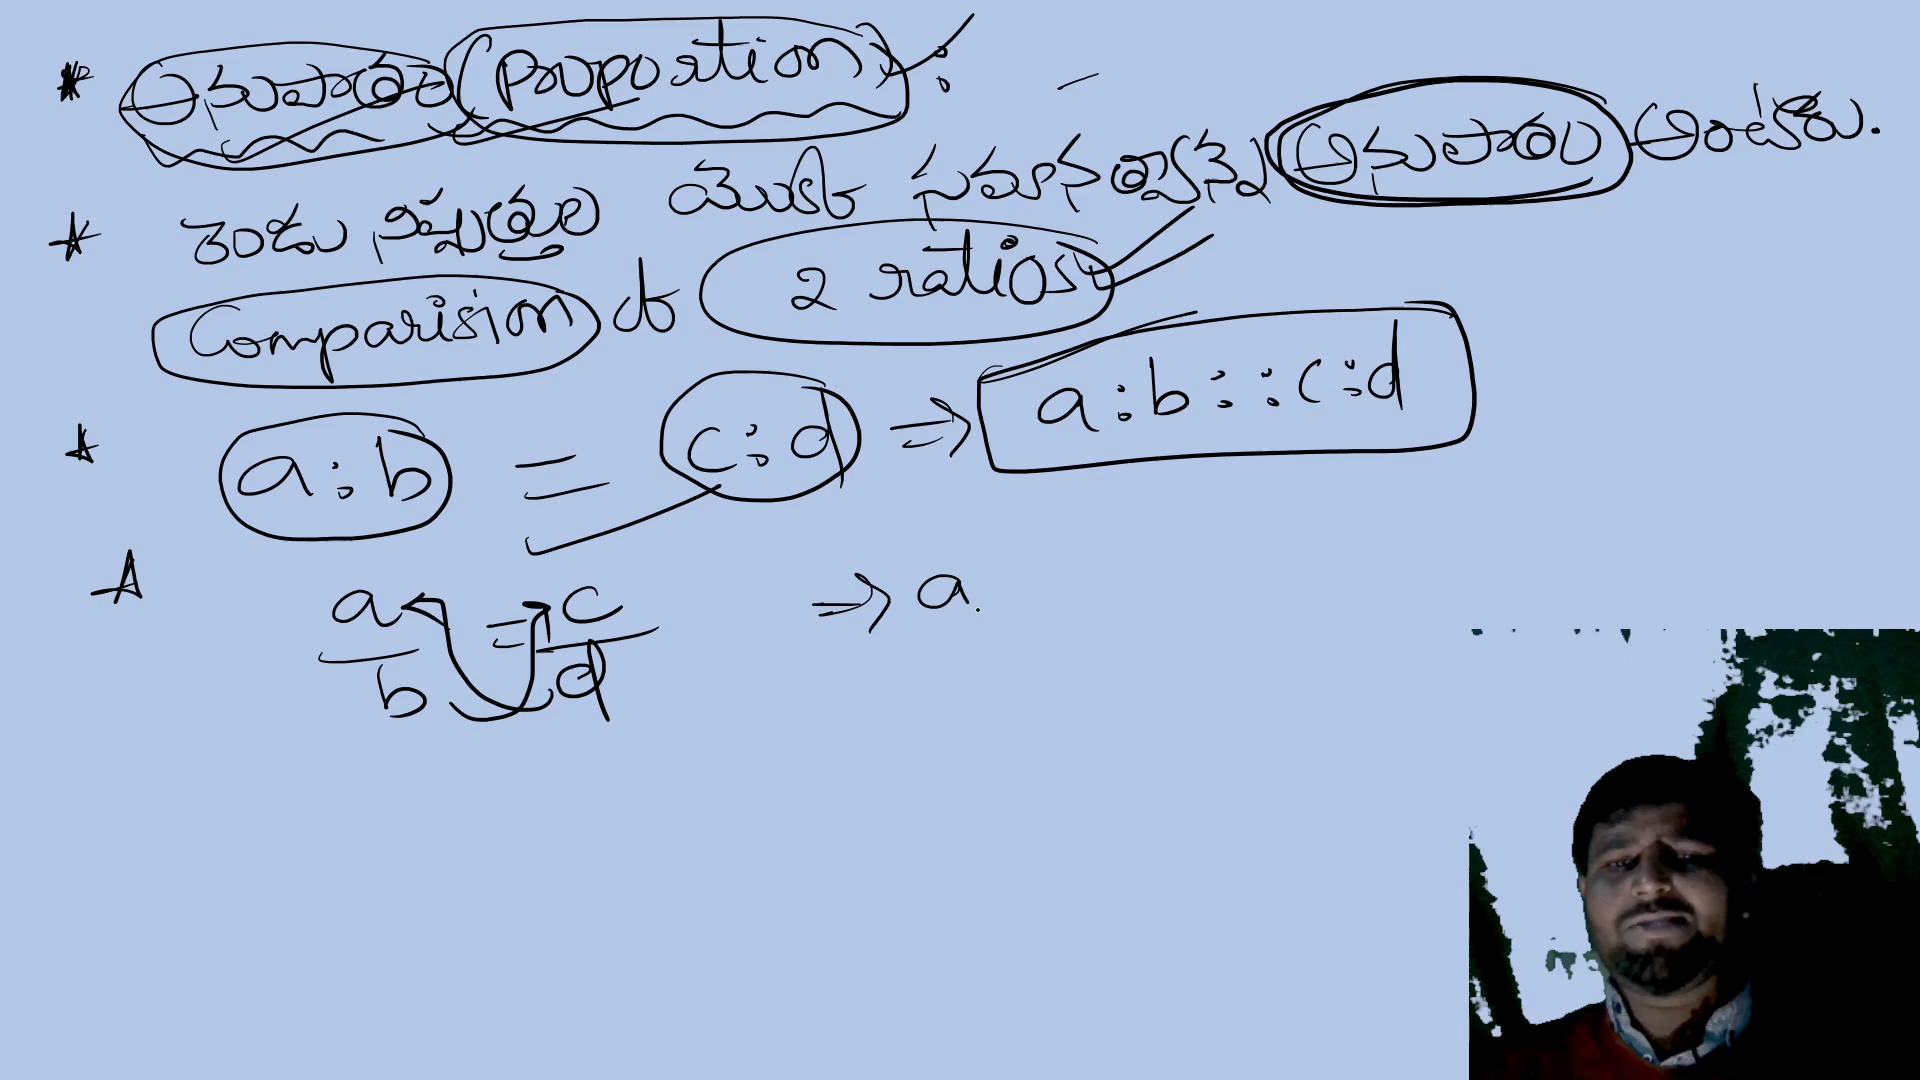 * అనుపాతం (proportion) :
* రెండు నిష్పత్తుల యొక్క సమానత్వాన్ని అనుపాతం అంటారు.
Comparision of 2 ratios
* a : b = c : d ⇒ a : b : : c : d
* a/b = c/d ⇒ a.